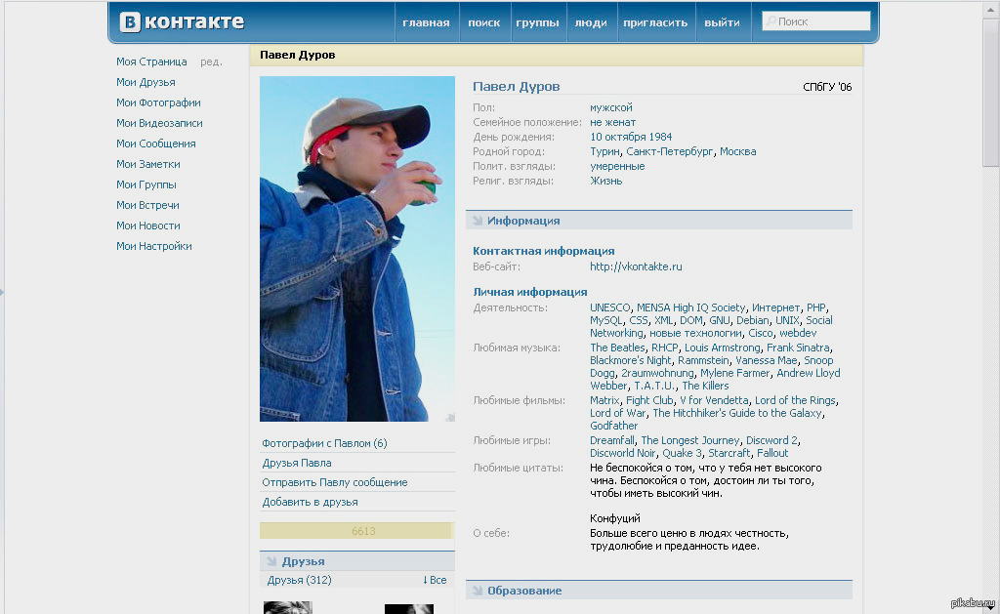 В контакте
главная поиск группы люди пригласить выйти Поиск
Моя Страница ред.
Мои Друзья
Мои Фотографии
Мои Видеозаписи
Мои Сообщения
Мои Заметки
Мои Группы
Мои Встречи
Мои Новости
Мои Настройки
Павел Дуров
Фотографии с Павлом (6)
Друзья Павла
Отправить Павлу сообщение
Добавить в друзья
6613
Друзья
Друзья (312) ↓Все
Павел Дуров СПбГУ '06
Пол: мужской
Семейное положение: не женат
День рождения: 10 октября 1984
Родной город: Турин, Санкт-Петербург, Москва
Полит. взгляды: умеренные
Религ. взгляды: Жизнь
Информация
Контактная информация
Веб-сайт: http://vkontakte.ru
Личная информация
Деятельность: UNESCO, MENSA High IQ Society, Интернет, PHP,
MySQL, CSS, XML, DOM, GNU, Debian, UNIX, Social
Networking, новые технологии, Cisco, webdev
Любимая музыка: The Beatles, RHCP, Louis Armstrong, Frank Sinatra,
Blackmore's Night, Rammstein, Vanessa Mae, Snoop
Dogg, 2raumwohnung, Mylene Farmer, Andrew Lloyd
Webber, T.A.T.U., The Killers
Любимые фильмы: Matrix, Fight Club, V for Vendetta, Lord of the Rings,
Lord of War, The Hitchhiker's Guide to the Galaxy,
Godfather
Любимые игры: Dreamfall, The Longest Journey, Discword 2,
Discworld Noir, Quake 3, Starcraft, Fallout
Любимые цитаты: Не беспокойся о том, что у тебя нет высокого
чина. Беспокойся о том, достоин ли ты того,
чтобы иметь высокий чин.
Конфуций
О себе: Больше всего ценю в людях честность,
трудолюбие и преданность идее.
Образование
pikabu.ru